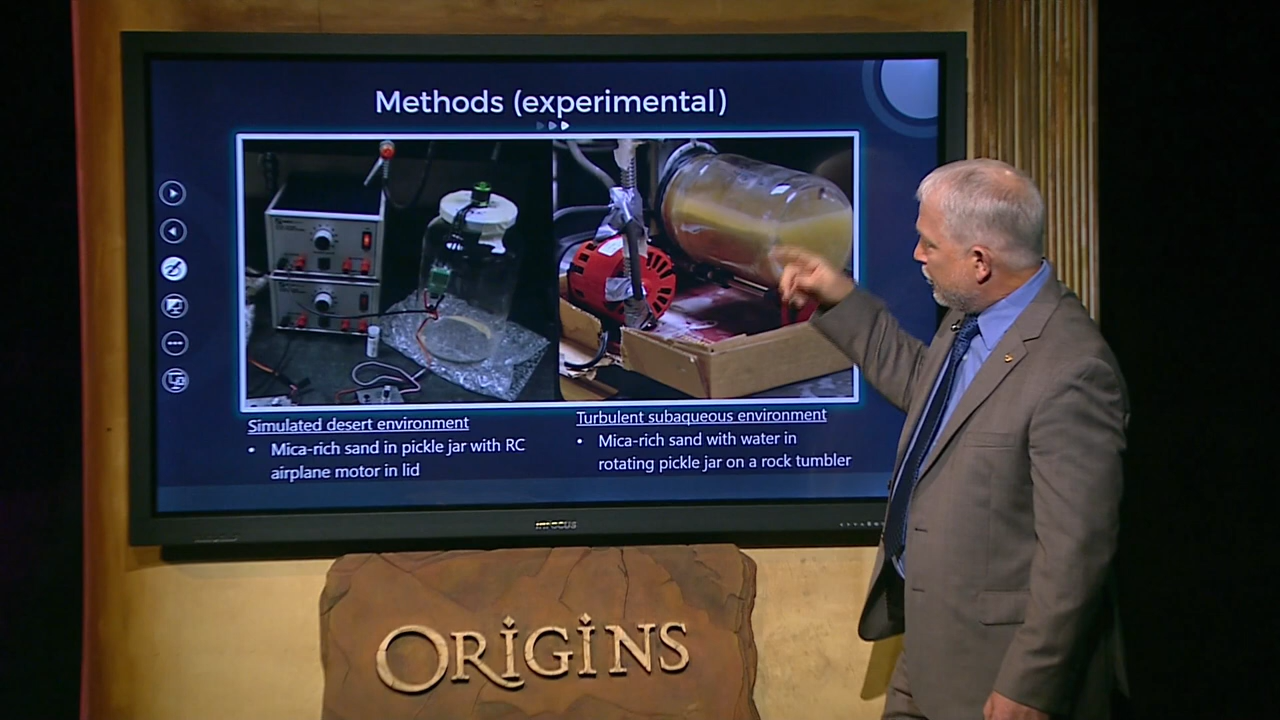 Methods (experimental)
Simulated desert environment
• Mica-rich sand in pickle jar with RC
airplane motor in lid
Turbulent subaqueous environment
• Mica-rich sand with water in
rotating pickle jar on a rock tumbler
InFocus
ORIGINS